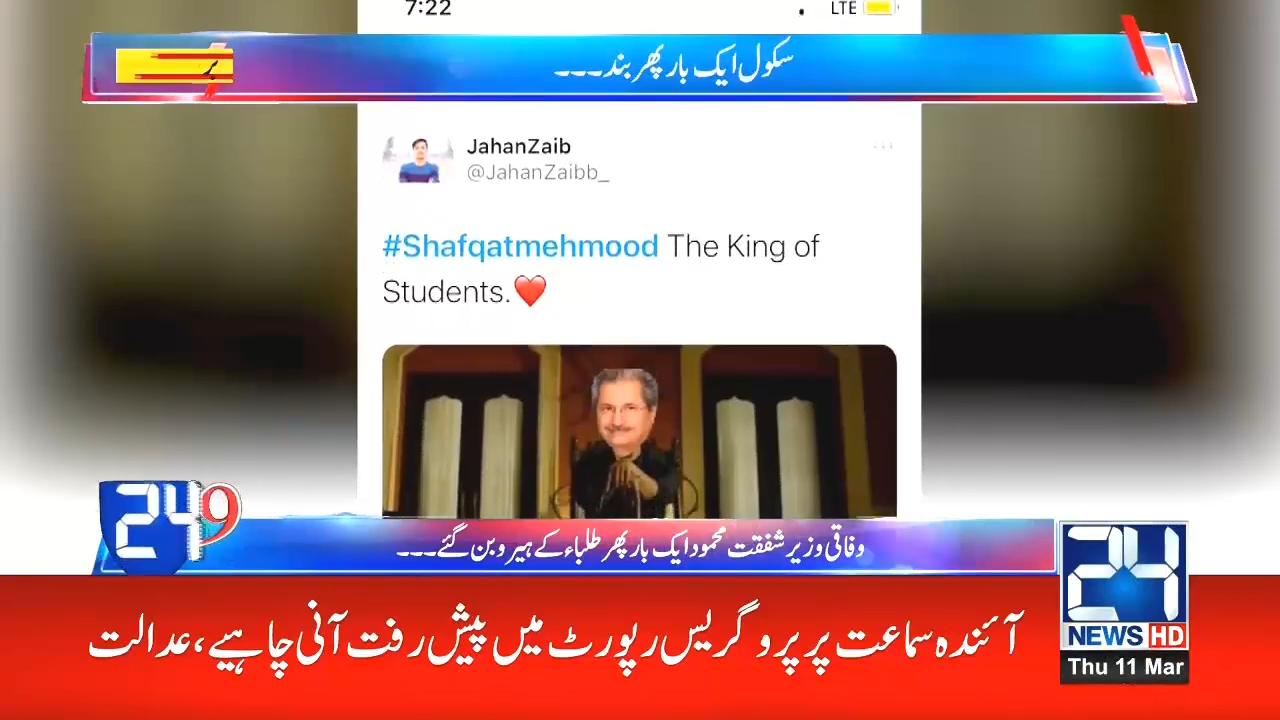 7:22
LTE
سکول ایک بار پھر بند۔۔۔
JahanZaib
@JahanZaibb_
#Shafqatmehmood The King of
Students.❤️
24
9
وفاقی وزیر شفقت محمود ایک بار پھر طلباء کے ہیرو بن گئے۔۔۔
24
NEWS HD
Thu 11 Mar
آئندہ سماعت پر پروگریس رپورٹ میں پیش رفت آنی چاہیے، عدالت